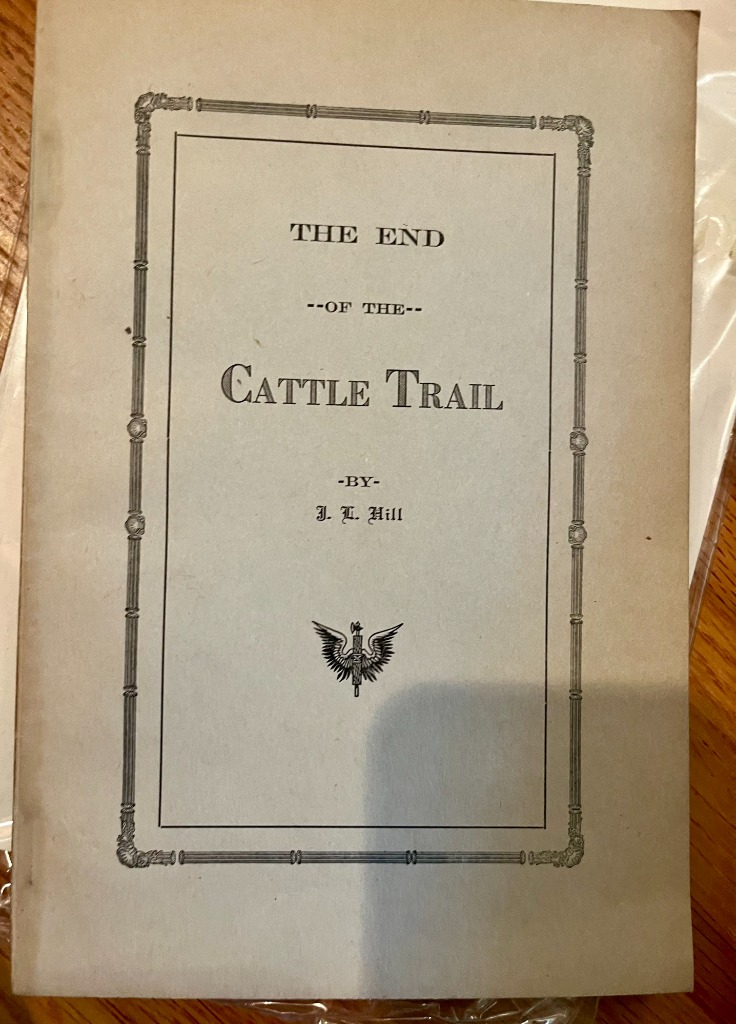 THE END
--OF THE--
CATTLE TRAIL
-BY-
J. L. Hill